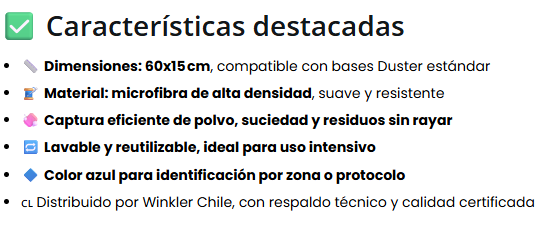 ✅ Características destacadas
📏 Dimensiones: 60x15 cm, compatible con bases Duster estándar
🧵 Material: microfibra de alta densidad, suave y resistente
🧼 Captura eficiente de polvo, suciedad y residuos sin rayar
🔁 Lavable y reutilizable, ideal para uso intensivo
🔷 Color azul para identificación por zona o protocolo
CL Distribuido por Winkler Chile, con respaldo técnico y calidad certificada